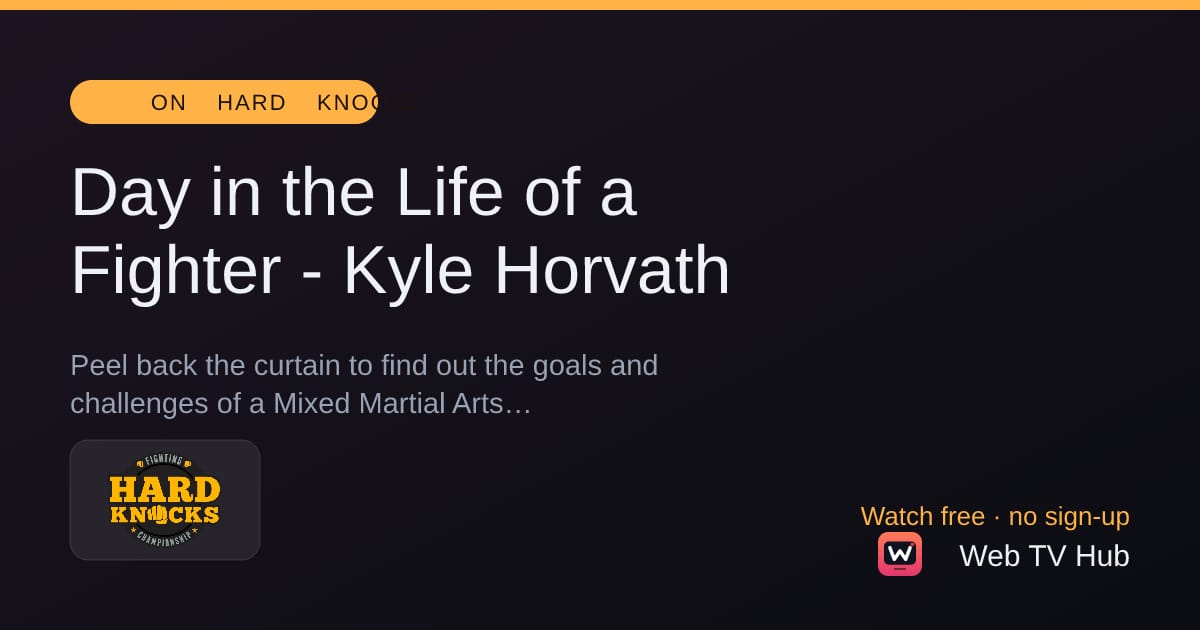 ON HARD KNOC
Day in the Life of a
Fighter - Kyle Horvath
Peel back the curtain to find out the goals and
challenges of a Mixed Martial Arts…
FIGHTING
HARD
KNOCKS
CHAMPIONSHIP
Watch free · no sign-up
W
Web TV Hub